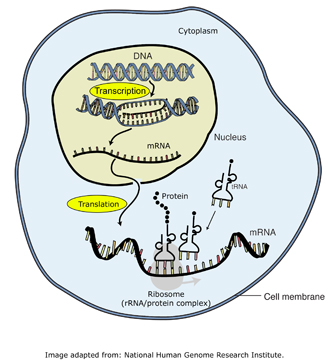 Cytoplasm
DNA
Transcription
mRNA
Nucleus
Translation
Protein
tRNA
mRNA
Ribosome
(rRNA/protein complex)
Cell membrane
Image adapted from: National Human Genome Research Institute.